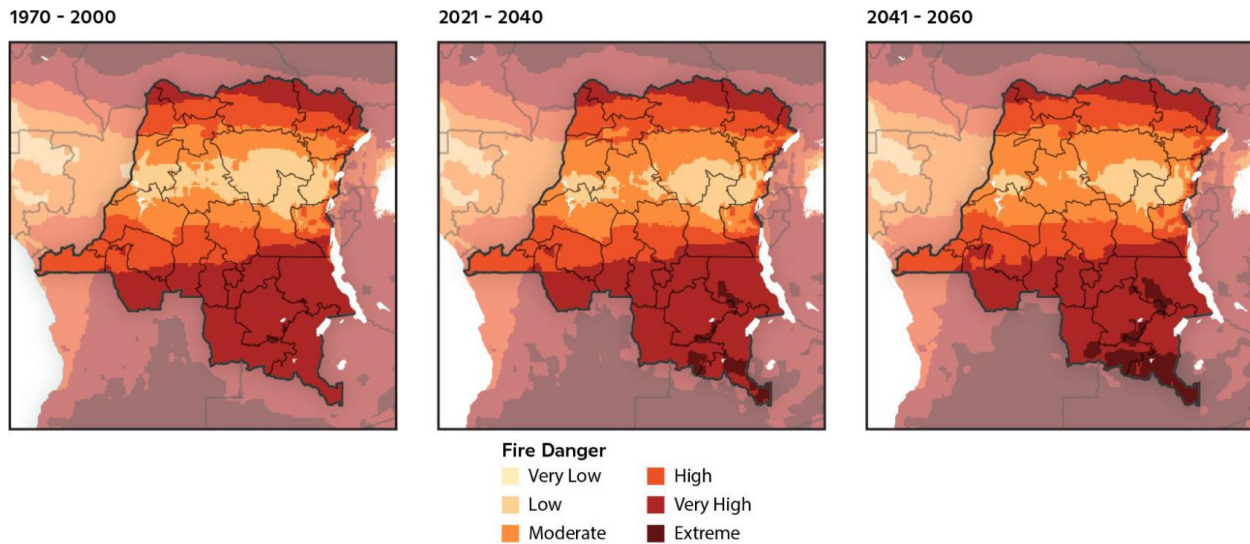 1970 - 2000
2021 - 2040
2041 - 2060
Fire Danger
Very Low
Low
Moderate
High
Very High
Extreme